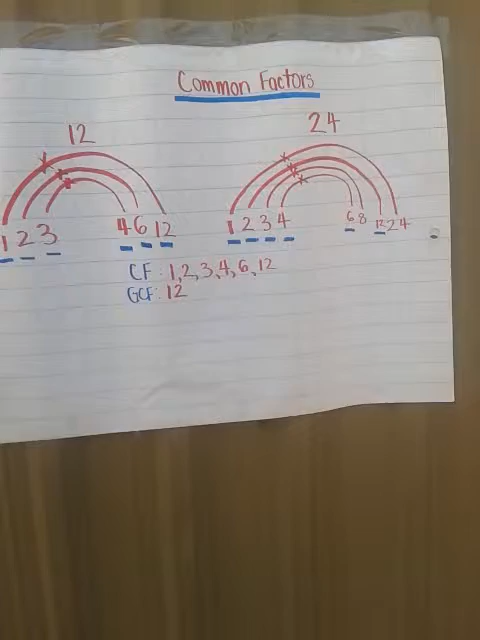 Common Factors
12
24
1 2 3 4 6 12
1 2 3 4 6 8 12 24
CF: 1,2,3,4,6,12
GCF: 12